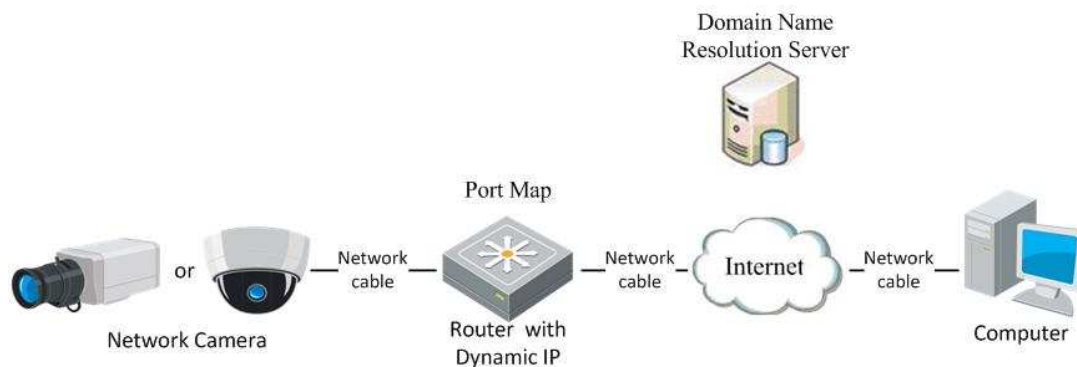 Domain Name
Resolution Server
Port Map
or
Network
cable
Network
cable
Internet
Network
cable
Network Camera
Router with
Dynamic IP
Computer